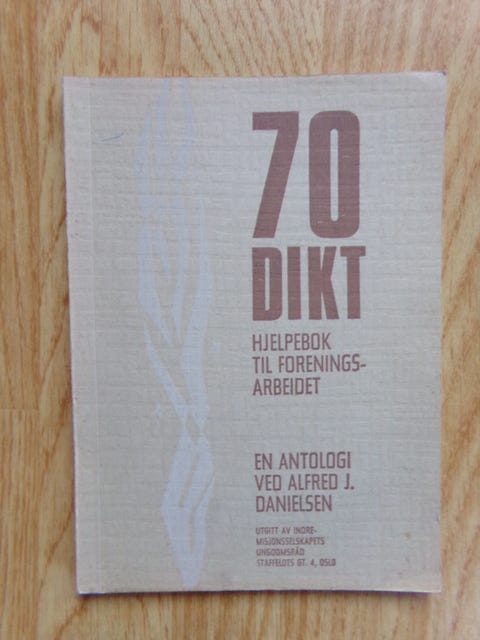 70
DIKT
HJELPEBOK
TIL FORENINGS-
ARBEIDET
EN ANTOLOGI
VED ALFRED J.
DANIELSEN
UTGITT AV INDRE-
MISJONSSELSKAPETS
UNGDOMSRÅD
STAFFELDTS GT. 4, OSLO